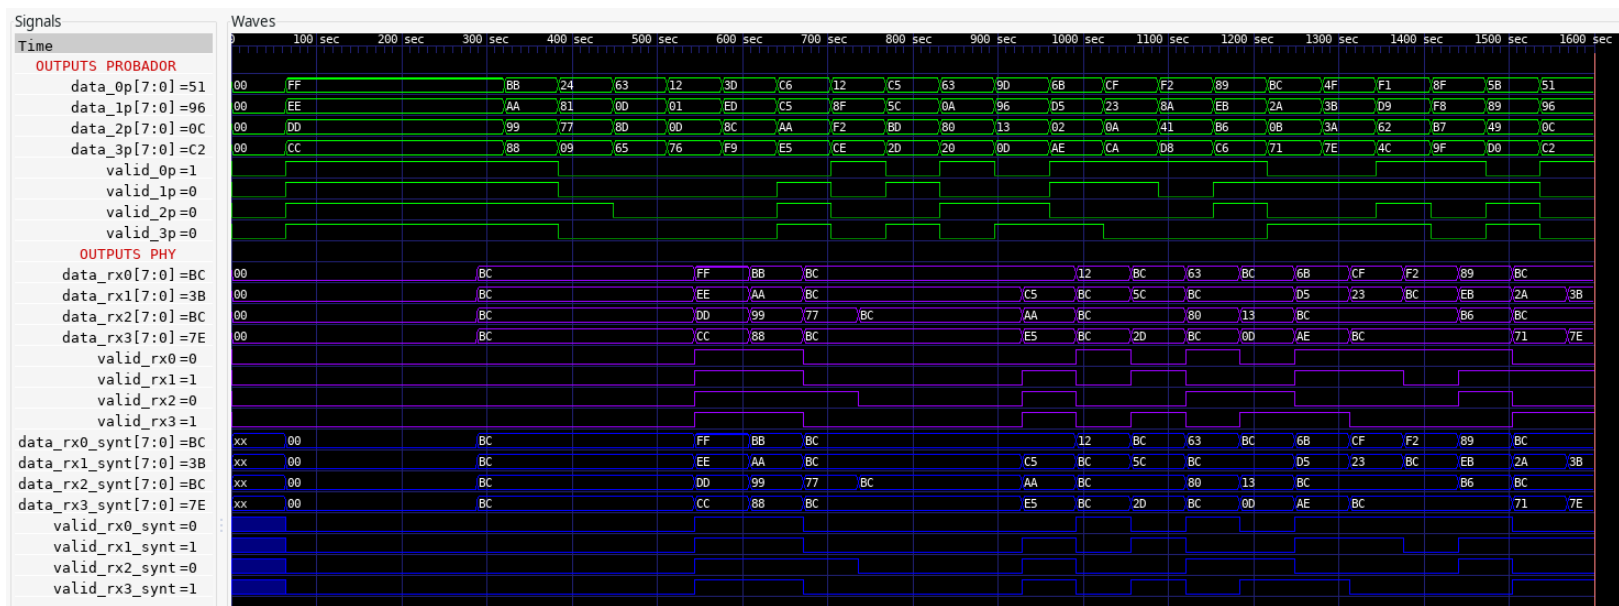 Signals Waves
Time 0 100 sec 200 sec 300 sec 400 sec 500 sec 600 sec 700 sec 800 sec 900 sec 1000 sec 1100 sec 1200 sec 1300 sec 1400 sec 1500 sec 1600 sec
OUTPUTS PROBADOR
data_0p[7:0]=51 00 FF BB 24 63 12 3D C6 12 C5 63 9D 6B CF F2 89 BC 4F F1 8F 5B 51
data_1p[7:0]=96 00 EE AA 81 0D 01 ED C5 8F 5C 0A 96 D5 23 8A EB 2A 3B D9 F8 89 96
data_2p[7:0]=0C 00 DD 99 77 8D 0D 8C AA F2 BD 80 13 02 0A 41 B6 0B 3A 62 B7 49 0C
data_3p[7:0]=C2 00 CC 88 09 65 76 F9 E5 CE 2D 20 0D AE CA D8 C6 71 7E 4C 9F D0 C2
valid_0p=1
valid_1p=0
valid_2p=0
valid_3p=0
OUTPUTS PHY
data_rx0[7:0]=BC 00 BC FF BB BC 12 BC 63 BC 6B CF F2 89 BC
data_rx1[7:0]=3B 00 BC EE AA BC C5 BC 5C BC D5 23 BC EB 2A 3B
data_rx2[7:0]=BC 00 BC DD 99 77 BC AA BC 80 13 BC B6 BC
data_rx3[7:0]=7E 00 BC CC 88 BC E5 BC 2D BC 0D AE BC 71 7E
valid_rx0=0
valid_rx1=1
valid_rx2=0
valid_rx3=1
data_rx0_synt[7:0]=BC xx 00 BC FF BB BC 12 BC 63 BC 6B CF F2 89 BC
data_rx1_synt[7:0]=3B xx 00 BC EE AA BC C5 BC 5C BC D5 23 BC EB 2A 3B
data_rx2_synt[7:0]=BC xx 00 BC DD 99 77 BC AA BC 80 13 BC B6 BC
data_rx3_synt[7:0]=7E xx 00 BC CC 88 BC E5 BC 2D BC 0D AE BC 71 7E
valid_rx0_synt=0
valid_rx1_synt=1
valid_rx2_synt=0
valid_rx3_synt=1